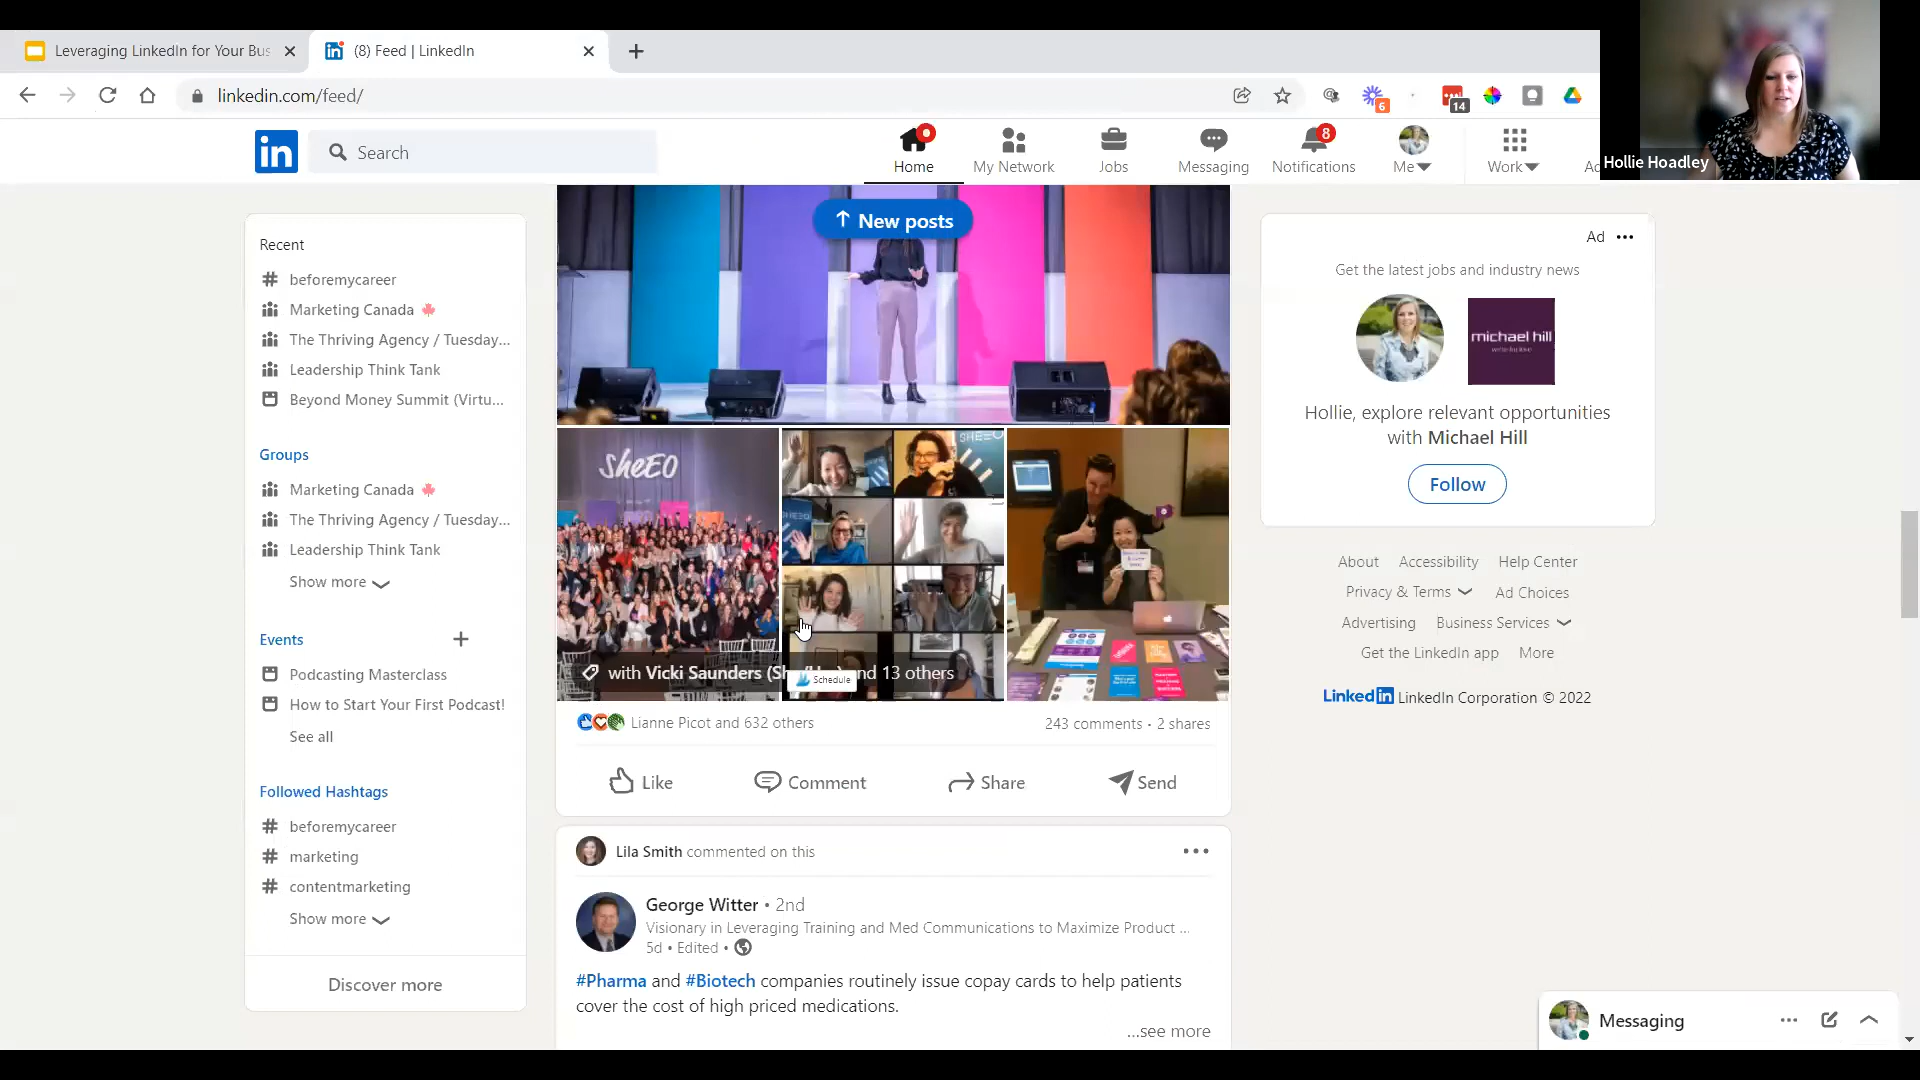 Leveraging LinkedIn for Your Bus
(8) Feed | LinkedIn
linkedin.com/feed/
6
14
in
Search
Home
My Network
Jobs
Messaging
8
Notifications
Me
Work
Hollie Hoadley
Recent
# beforemycareer
Marketing Canada
The Thriving Agency / Tuesday...
Leadership Think Tank
Beyond Money Summit (Virtu...
Groups
Marketing Canada
The Thriving Agency / Tuesday...
Leadership Think Tank
Show more
Events +
Podcasting Masterclass
How to Start Your First Podcast!
See all
Followed Hashtags
# beforemycareer
# marketing
# contentmarketing
Show more
Discover more
New posts
SheEO
SHEEO
with Vicki Saunders (She/Her) and 13 others
Schedule
Lianne Picot and 632 others
243 comments • 2 shares
Like
Comment
Share
Send
Lila Smith commented on this
George Witter • 2nd
Visionary in Leveraging Training and Med Communications to Maximize Product ...
5d • Edited •
#Pharma and #Biotech companies routinely issue copay cards to help patients
cover the cost of high priced medications.
...see more
Ad
Get the latest jobs and industry news
michael hill
Hollie, explore relevant opportunities
with Michael Hill
Follow
About Accessibility Help Center
Privacy & Terms Ad Choices
Advertising Business Services
Get the LinkedIn app More
LinkedIn LinkedIn Corporation © 2022
Messaging